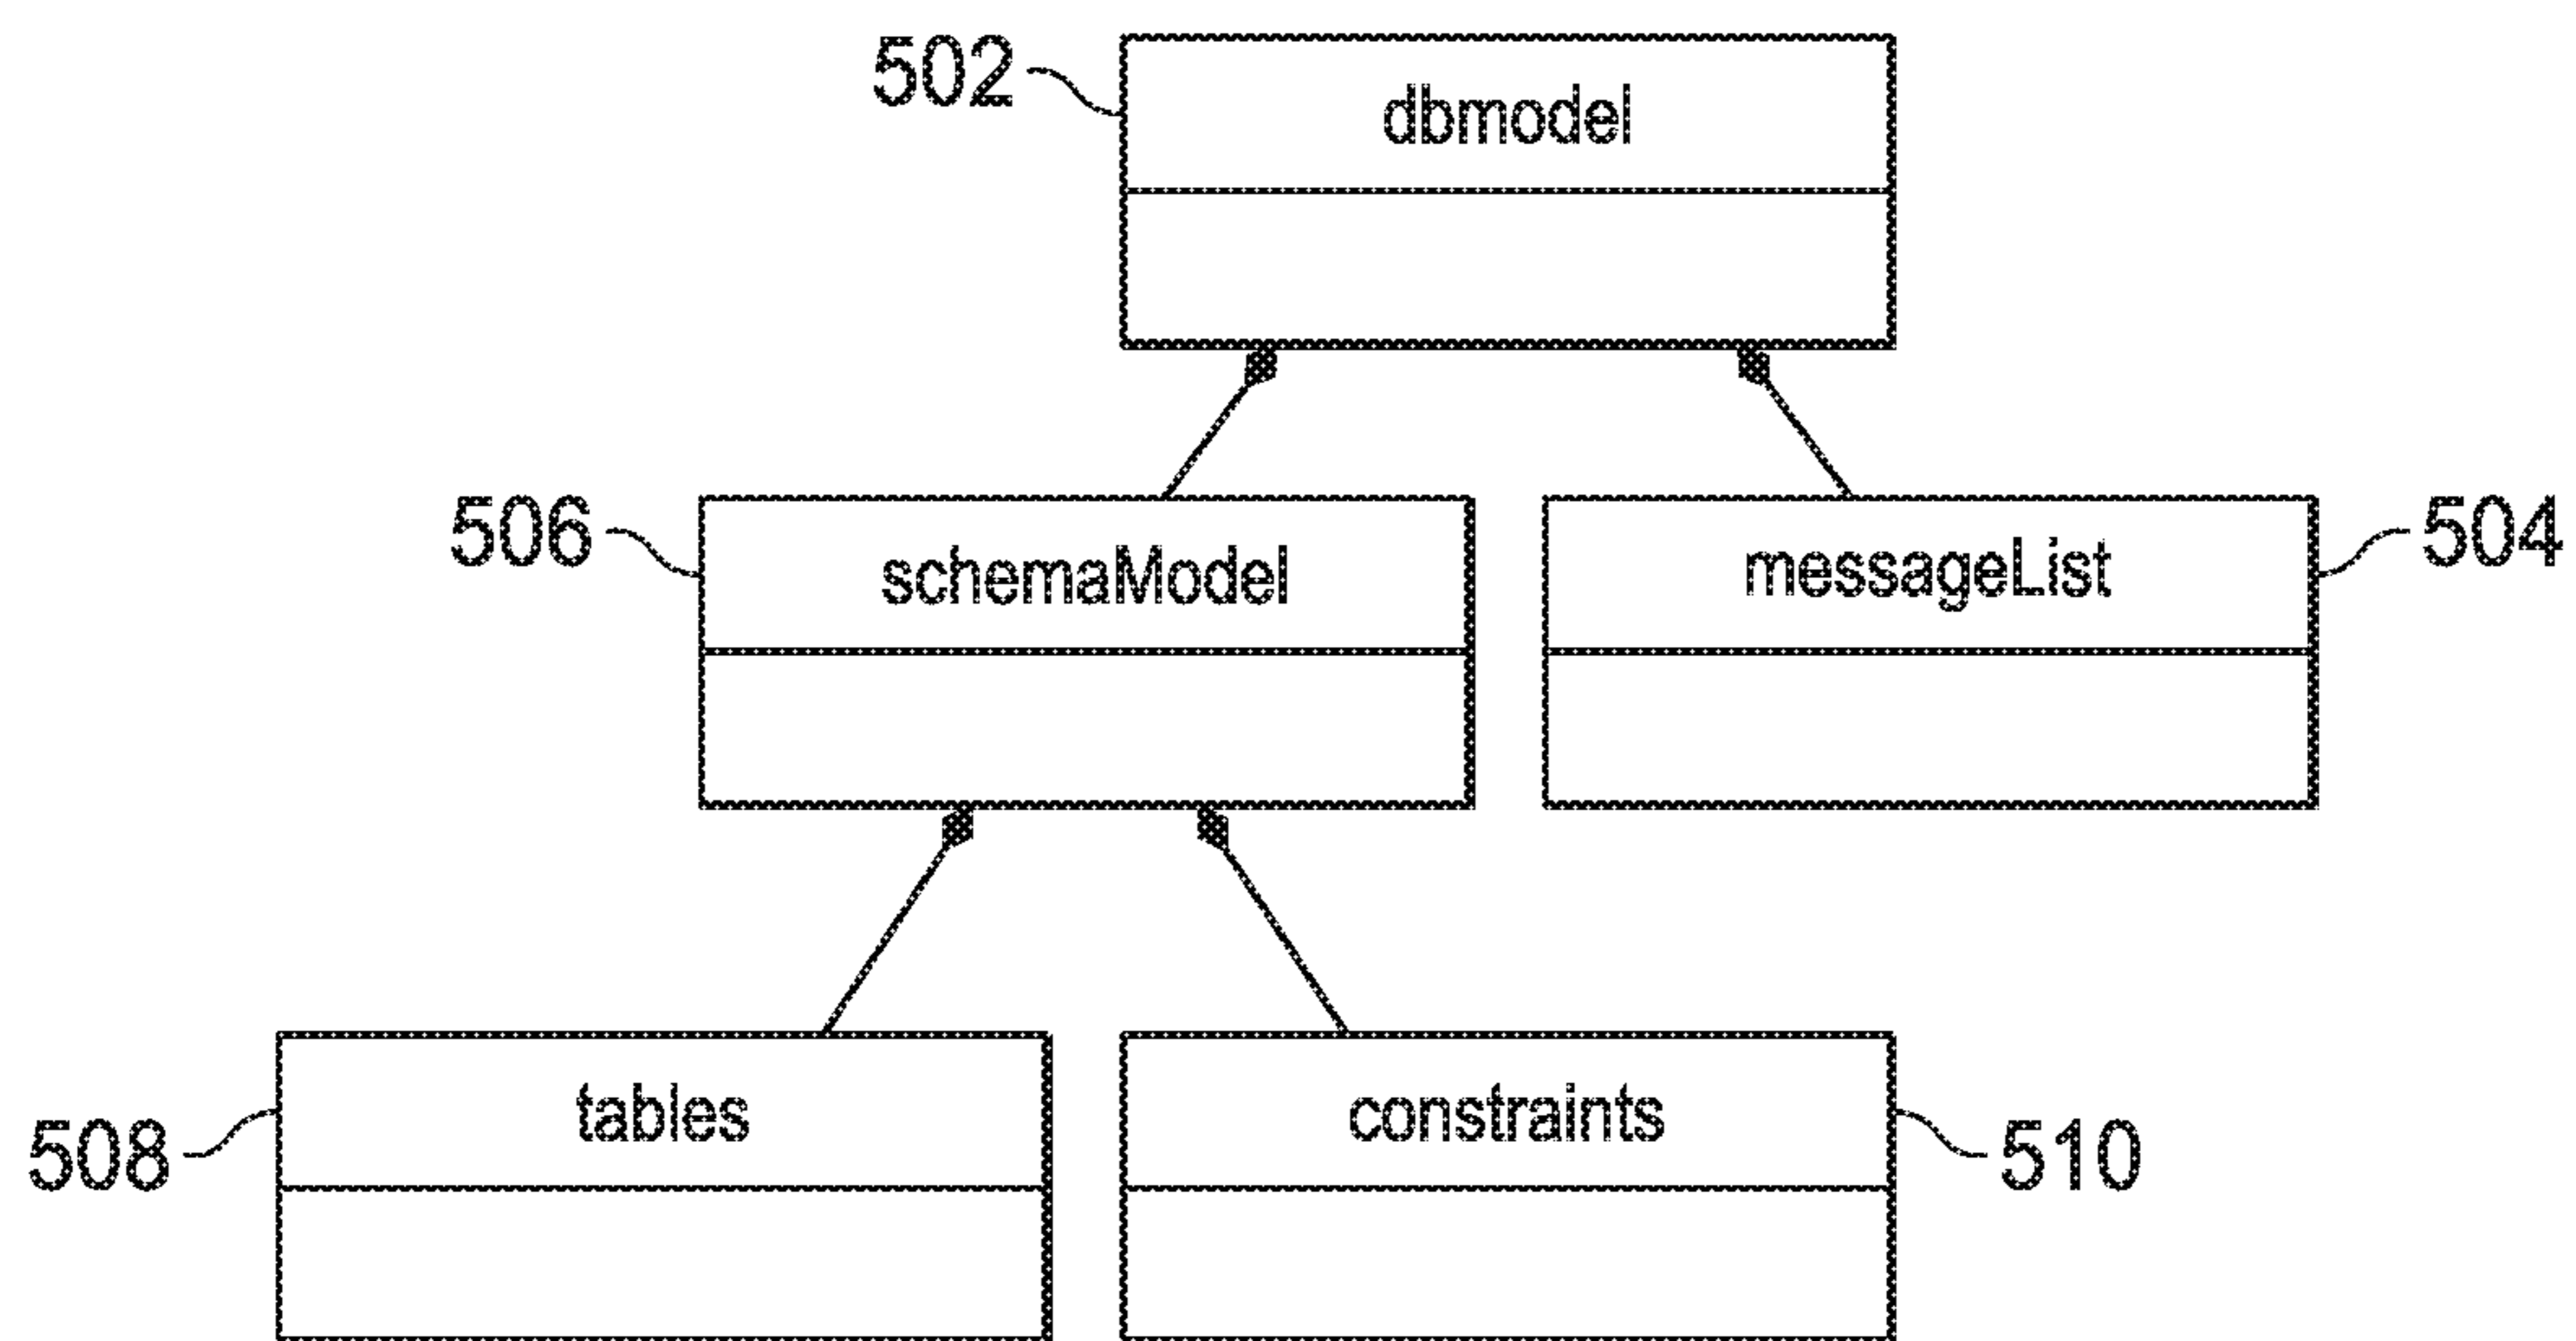 502
dbmodel
506
schemaModel
messageList
504
508
tables
constraints
510